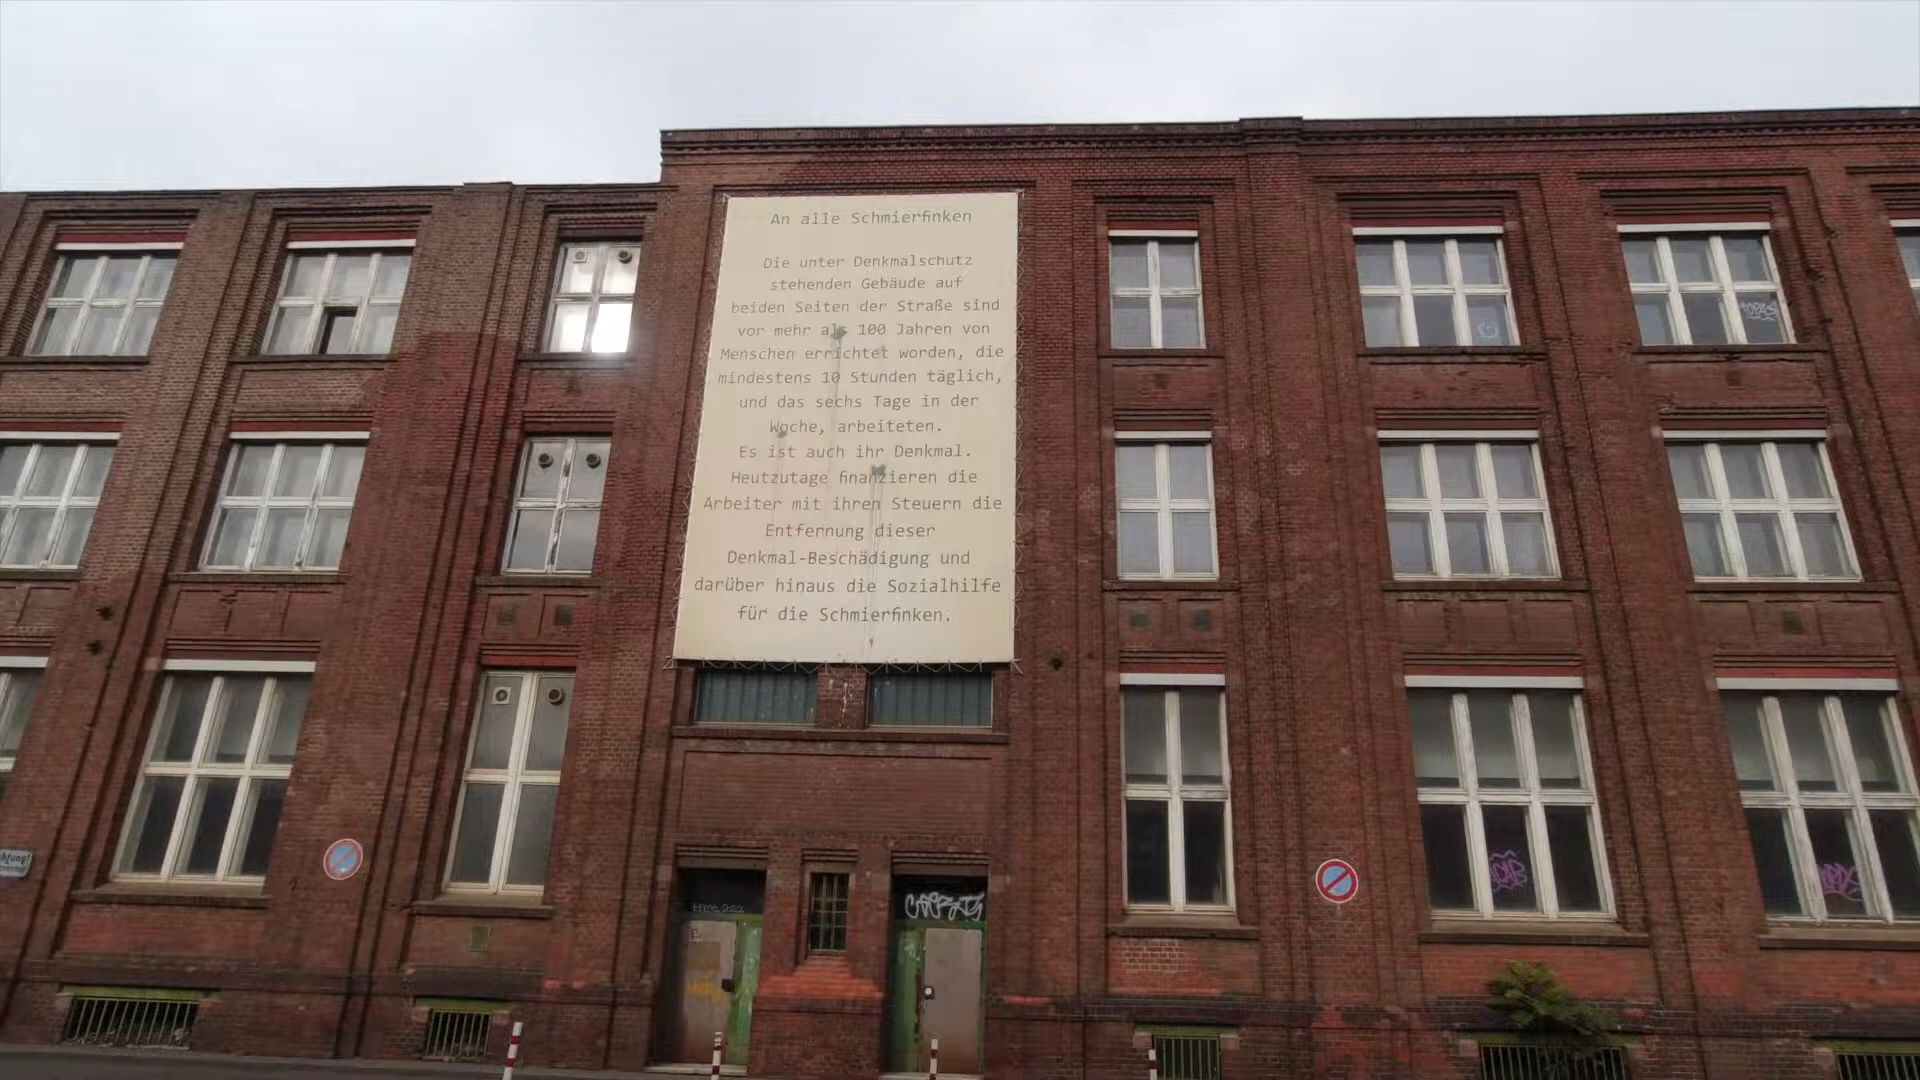 An alle Schmierfinken
Die unter Denkmalschutz
stehenden Gebäude auf
beiden Seiten der Straße sind
vor mehr als 100 Jahren von
Menschen errichtet worden, die
mindestens 10 Stunden täglich,
und das sechs Tage in der
Woche, arbeiteten.
Es ist auch ihr Denkmal.
Heutzutage finanzieren die
Arbeiter mit ihren Steuern die
Entfernung dieser
Denkmal-Beschädigung und
darüber hinaus die Sozialhilfe
für die Schmierfinken.